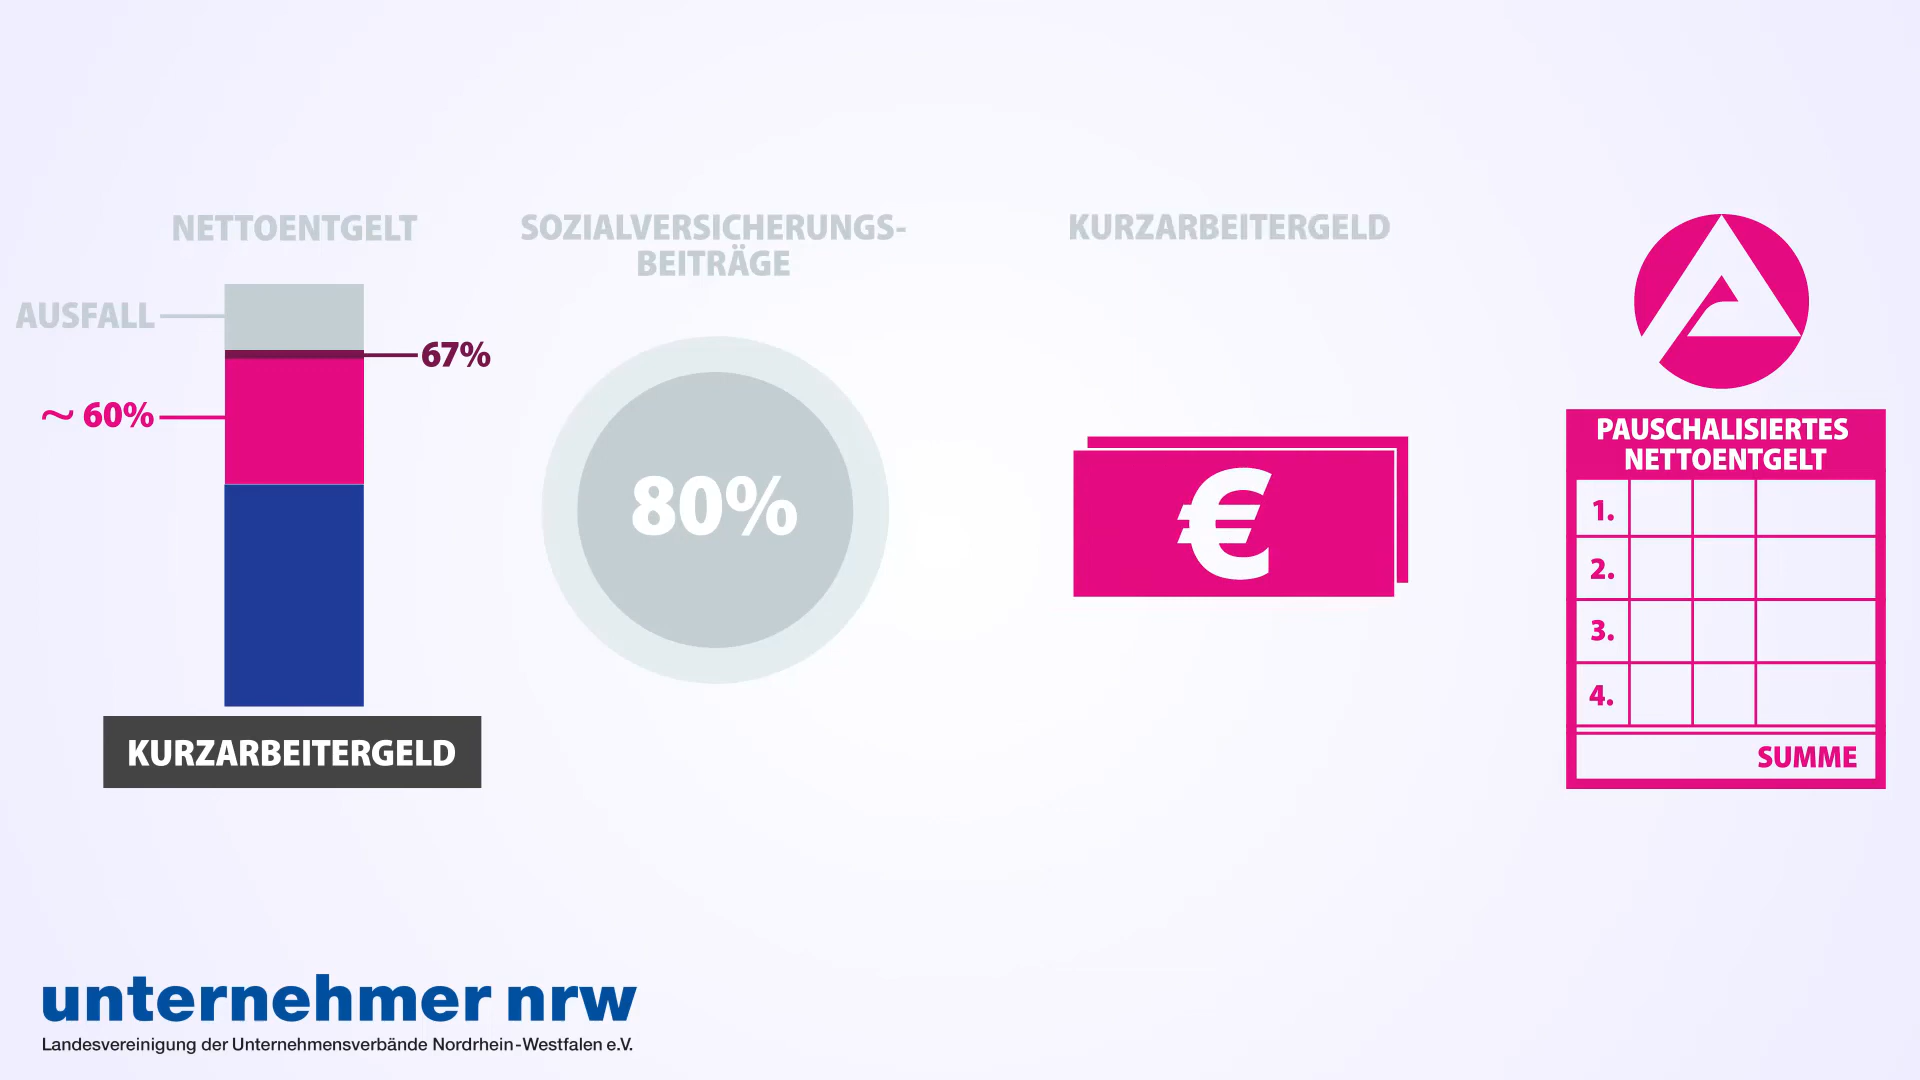 NETTOENTGELT
AUSFALL
67%
~ 60%
KURZARBEITERGELD
SOZIALVERSICHERUNGS-
BEITRÄGE
80%
KURZARBEITERGELD
€
PAUSCHALISIERTES
NETTOENTGELT
1.
2.
3.
4.
SUMME
unternehmer nrw
Landesvereinigung der Unternehmensverbände Nordrhein-Westfalen e.V.